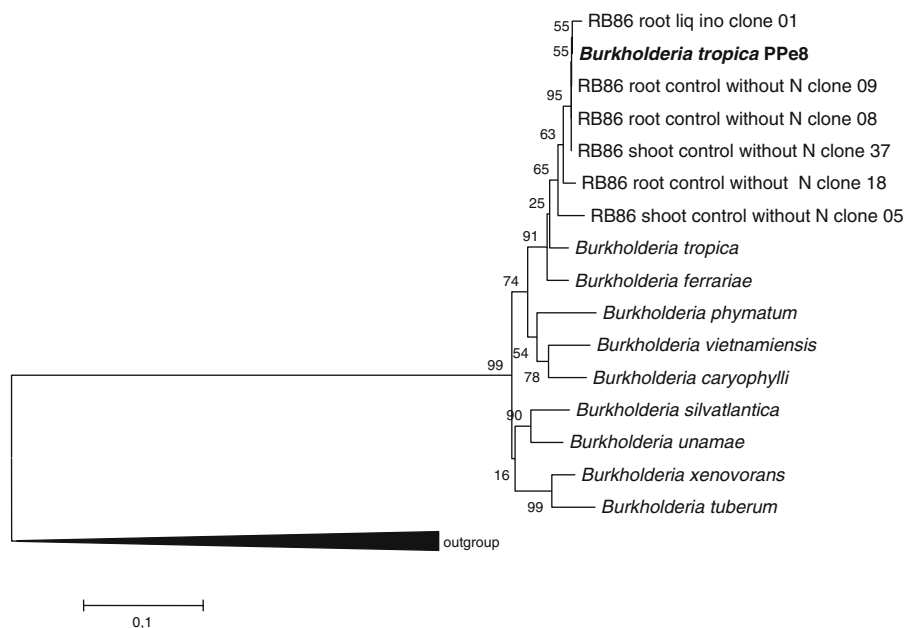 RB86 root liq ino clone 01
55
Burkholderia tropica PPe8
55
RB86 root control without N clone 09
95
RB86 root control without N clone 08
63
RB86 shoot control without N clone 37
65
RB86 root control without N clone 18
25
RB86 shoot control without N clone 05
91
Burkholderia tropica
74
Burkholderia ferrariae
Burkholderia phymatum
54
Burkholderia vietnamiensis
99
78
Burkholderia caryophylli
90
Burkholderia silvatlantica
Burkholderia unamae
16
Burkholderia xenovorans
99
Burkholderia tuberum
outgroup
0,1